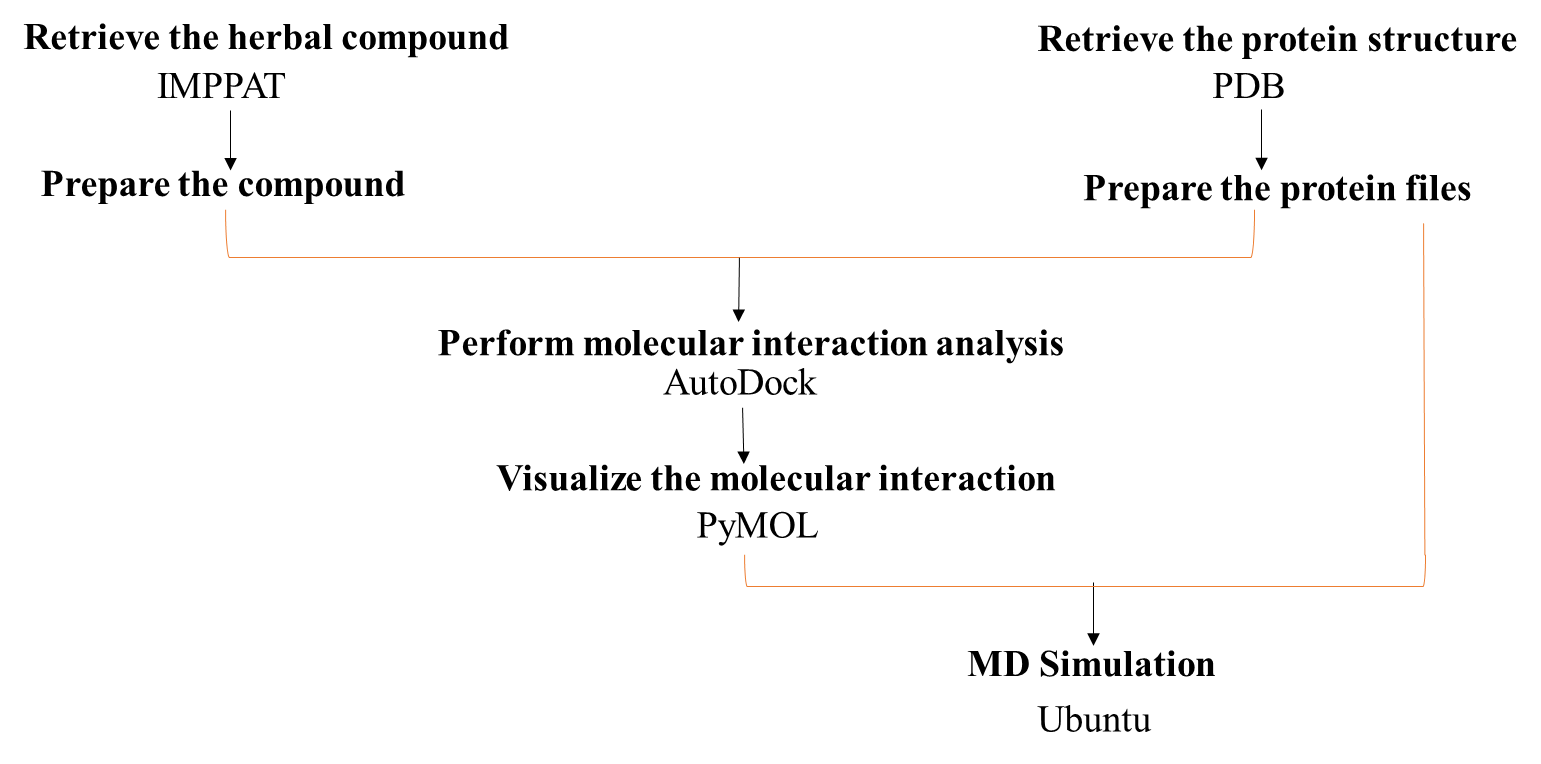 Retrieve the herbal compound
IMPPAT
Prepare the compound
Retrieve the protein structure
PDB
Prepare the protein files
Perform molecular interaction analysis
AutoDock
Visualize the molecular interaction
PyMOL
MD Simulation
Ubuntu